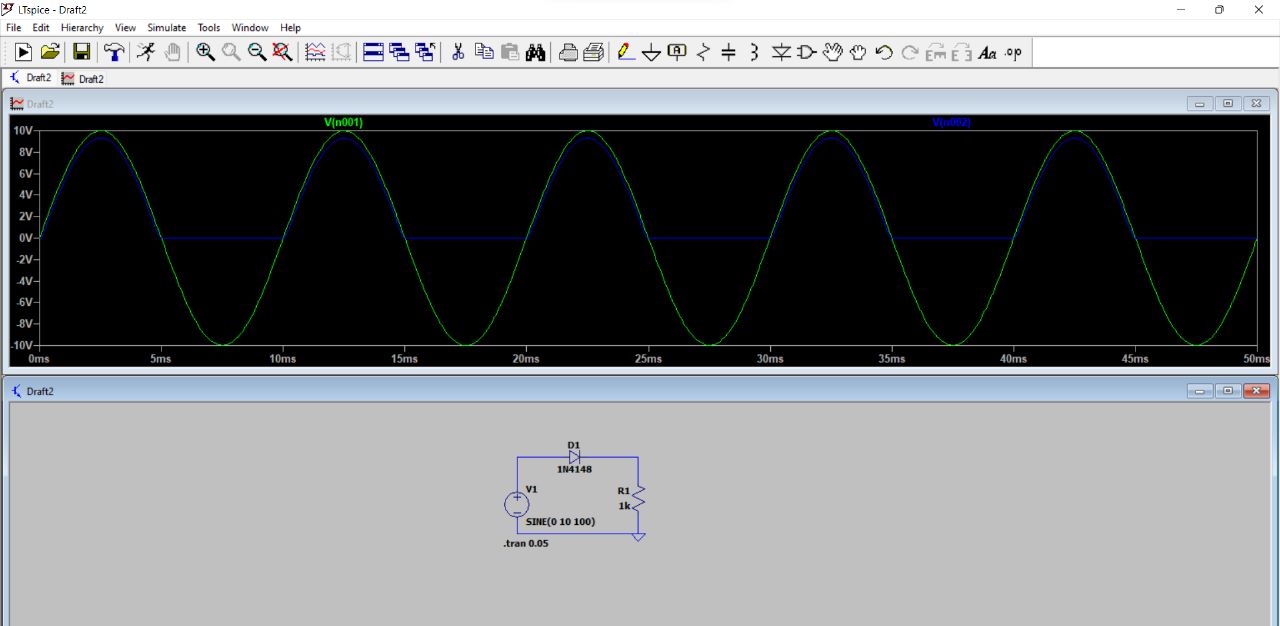 LTspice - Draft2
File Edit Hierarchy View Simulate Tools Window Help
Draft2 Draft2
Draft2
V(n001) V(n002)
10V
8V
6V
4V
2V
0V
-2V
-4V
-6V
-8V
-10V
0ms 5ms 10ms 15ms 20ms 25ms 30ms 35ms 40ms 45ms 50ms
Draft2
D1
1N4148
V1
R1
1k
SINE(0 10 100)
.tran 0.05